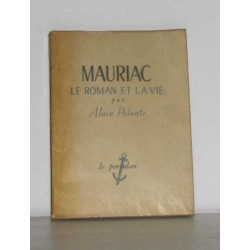 MAURIAC
LE ROMAN ET LA VIE
par
Alain Palante
le portulan